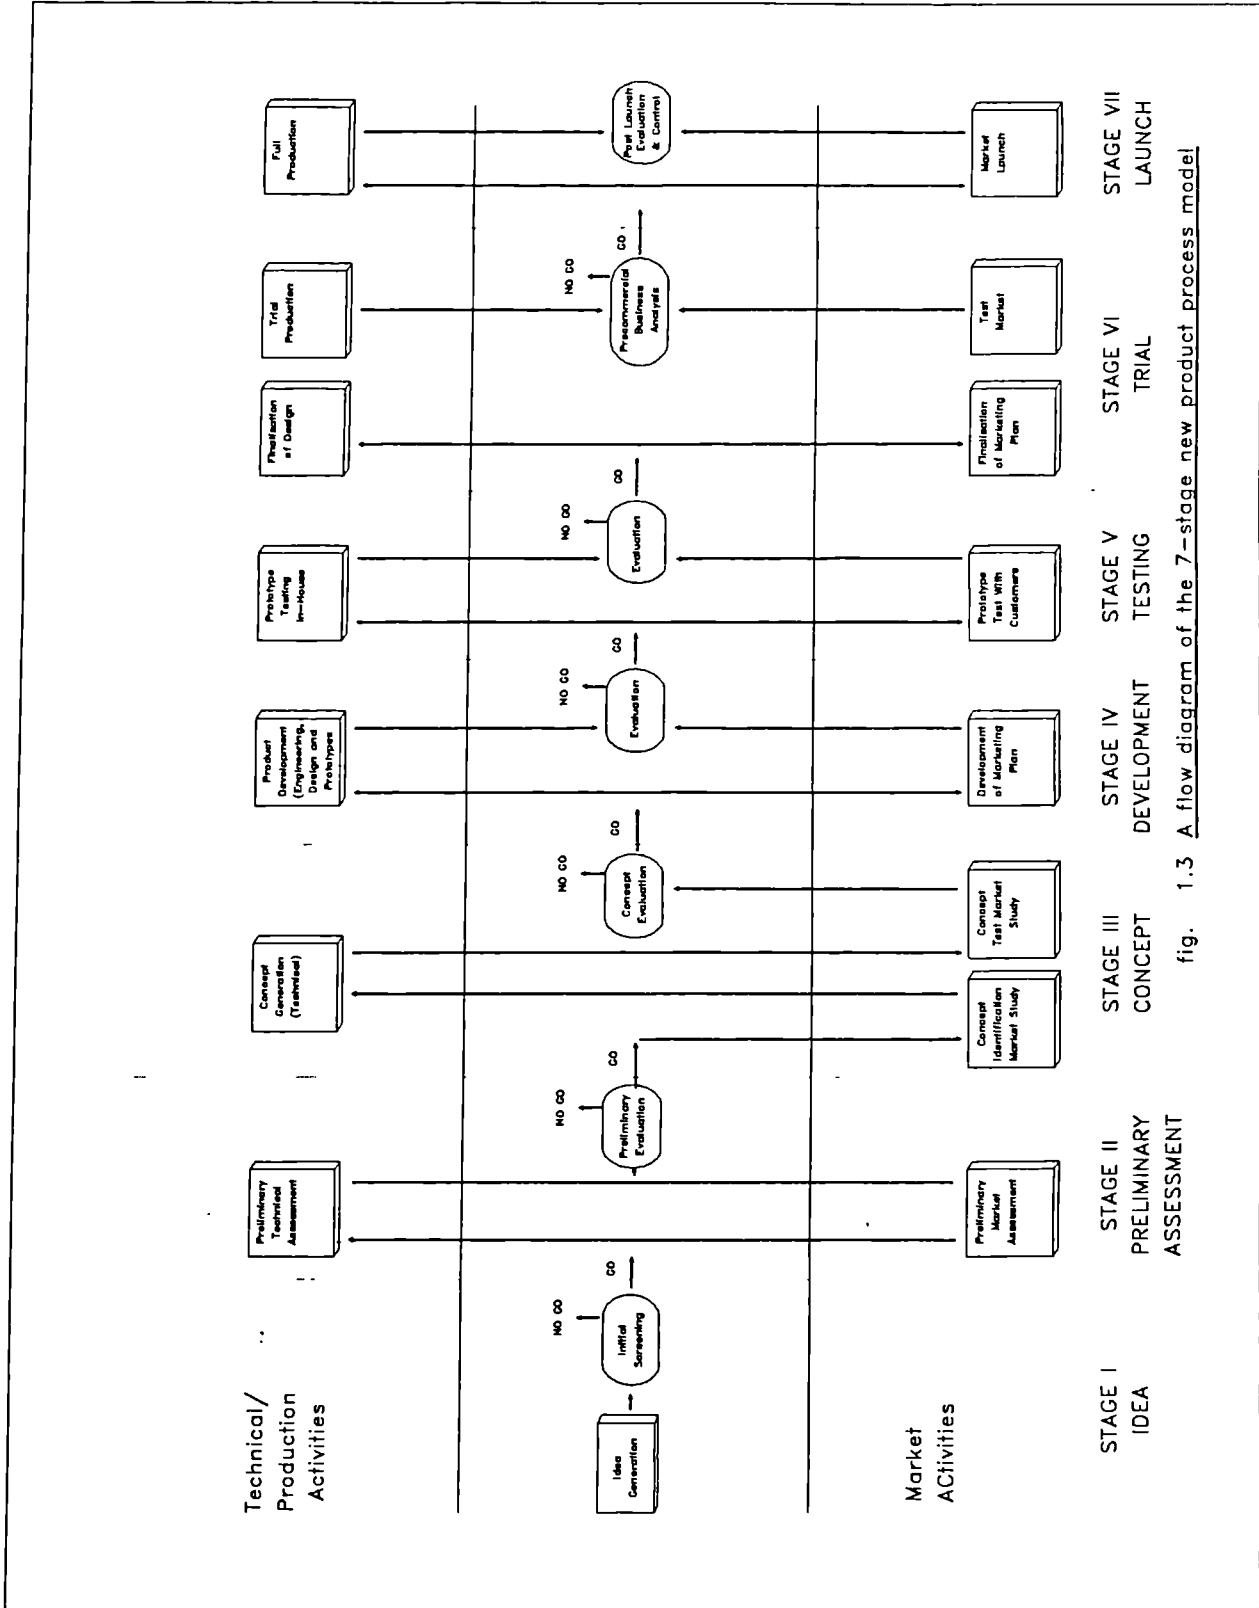 Technical/
Production
Activities
Preliminary
Technical
Assessment
Concept
Generation
(Technical)
Product
Development
(Engineering,
Design and
Prototypes
Prototype
Testing
In-House
Finalisation
of Design
Trial
Production
Full
Production
Idea
Generation
Initial
Screening
NO GO
GO
Preliminary
Evaluation
NO GO
GO
Concept
Evaluation
NO GO
GO
Evaluation
NO GO
GO
Evaluation
NO GO
GO
Precommercial
Business
Analysis
NO GO
GO
Post Launch
Evaluation
& Control
Market
ACtivities
Preliminary
Market
Assessment
Concept
Identification
Market Study
Concept
Test Market
Study
Development
of Marketing
Plan
Prototype
Test With
Customers
Finalisation
of Marketing
Plan
Test
Market
Market
Launch
STAGE I
IDEA
STAGE II
PRELIMINARY
ASSESSMENT
STAGE III
CONCEPT
STAGE IV
DEVELOPMENT
STAGE V
TESTING
STAGE VI
TRIAL
STAGE VII
LAUNCH
fig. 1.3 A flow diagram of the 7-stage new product process model